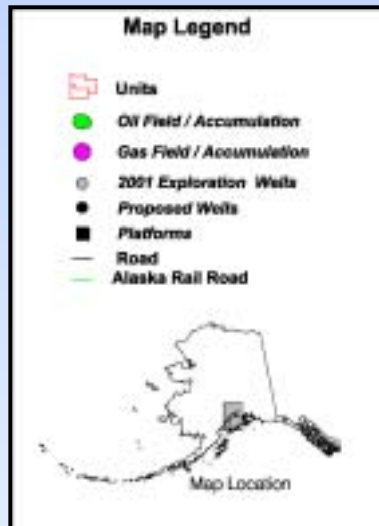 Map Legend
Units
Oil Field / Accumulation
Gas Field / Accumulation
2001 Exploration Wells
Proposed Wells
Platforms
Road
Alaska Rail Road
Map Location